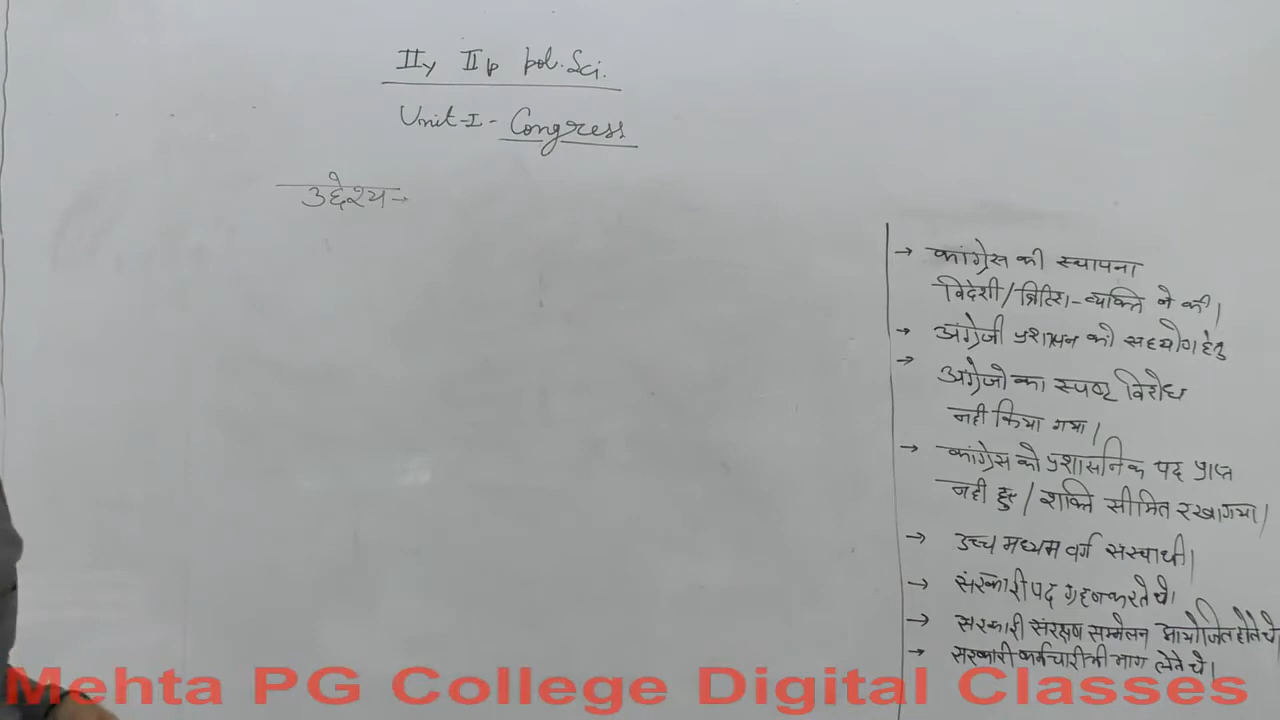 IIy IIp Pol. Sci.
Unit-I - Congress
उद्देश्य →
→ कांग्रेस की स्थापना
विदेशी/ब्रिटिश-व्यक्ति ने की।
→ अंग्रेजी प्रशासन को सहयोग हेतु
→ अंग्रेजो का स्पष्ट विरोध
नही किया गया।
→ कांग्रेस को प्रशासनिक पद प्राप्त
नही हुए / शक्ति सीमित रखा गया।
→ उच्च मध्यम वर्ग संस्था थी।
→ सरकारी पद ग्रहण करते थे।
→ सरकारी संरक्षण सम्मेलन आयोजित होते थे
→ सरकारी कर्मचारी भी भाग लेते थे।
Mehta PG College Digital Classes